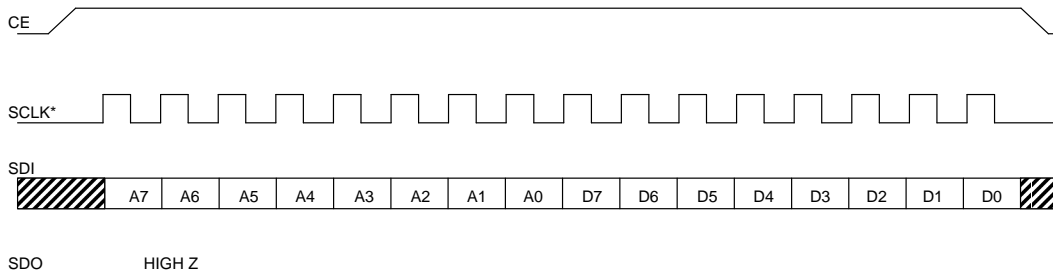 CE
SCLK*
SDI
A7 A6 A5 A4 A3 A2 A1 A0 D7 D6 D5 D4 D3 D2 D1 D0
SDO HIGH Z